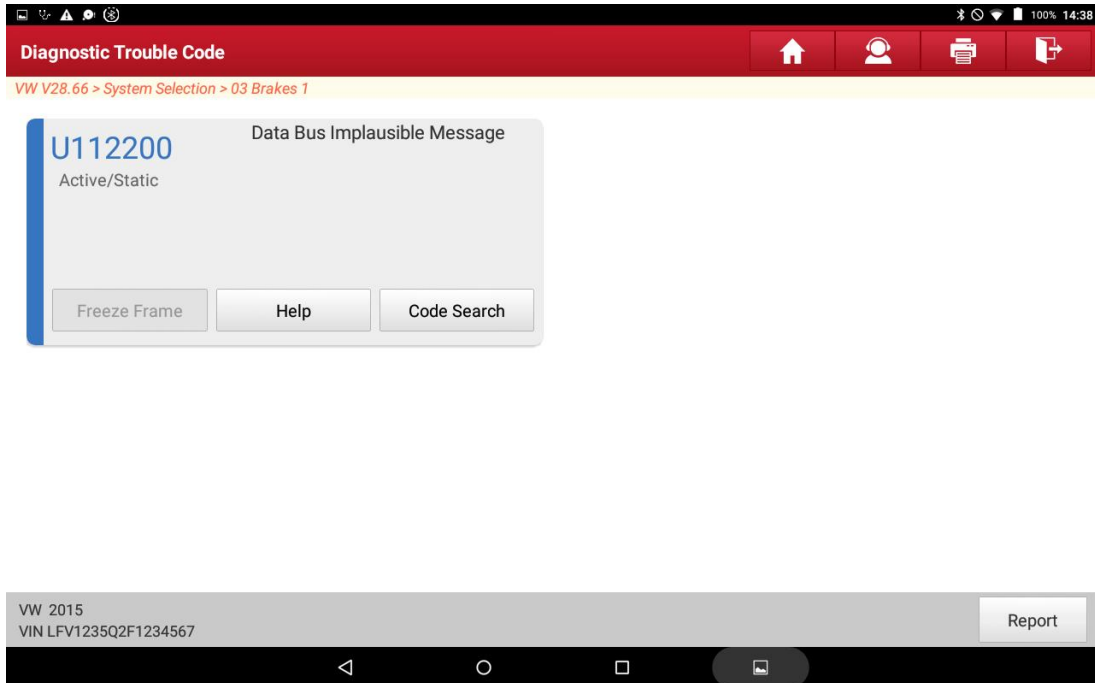 100% 14:38
Diagnostic Trouble Code
VW V28.66 > System Selection > 03 Brakes 1
U112200
Data Bus Implausible Message
Active/Static
Freeze Frame
Help
Code Search
VW 2015
VIN LFV1235Q2F1234567
Report